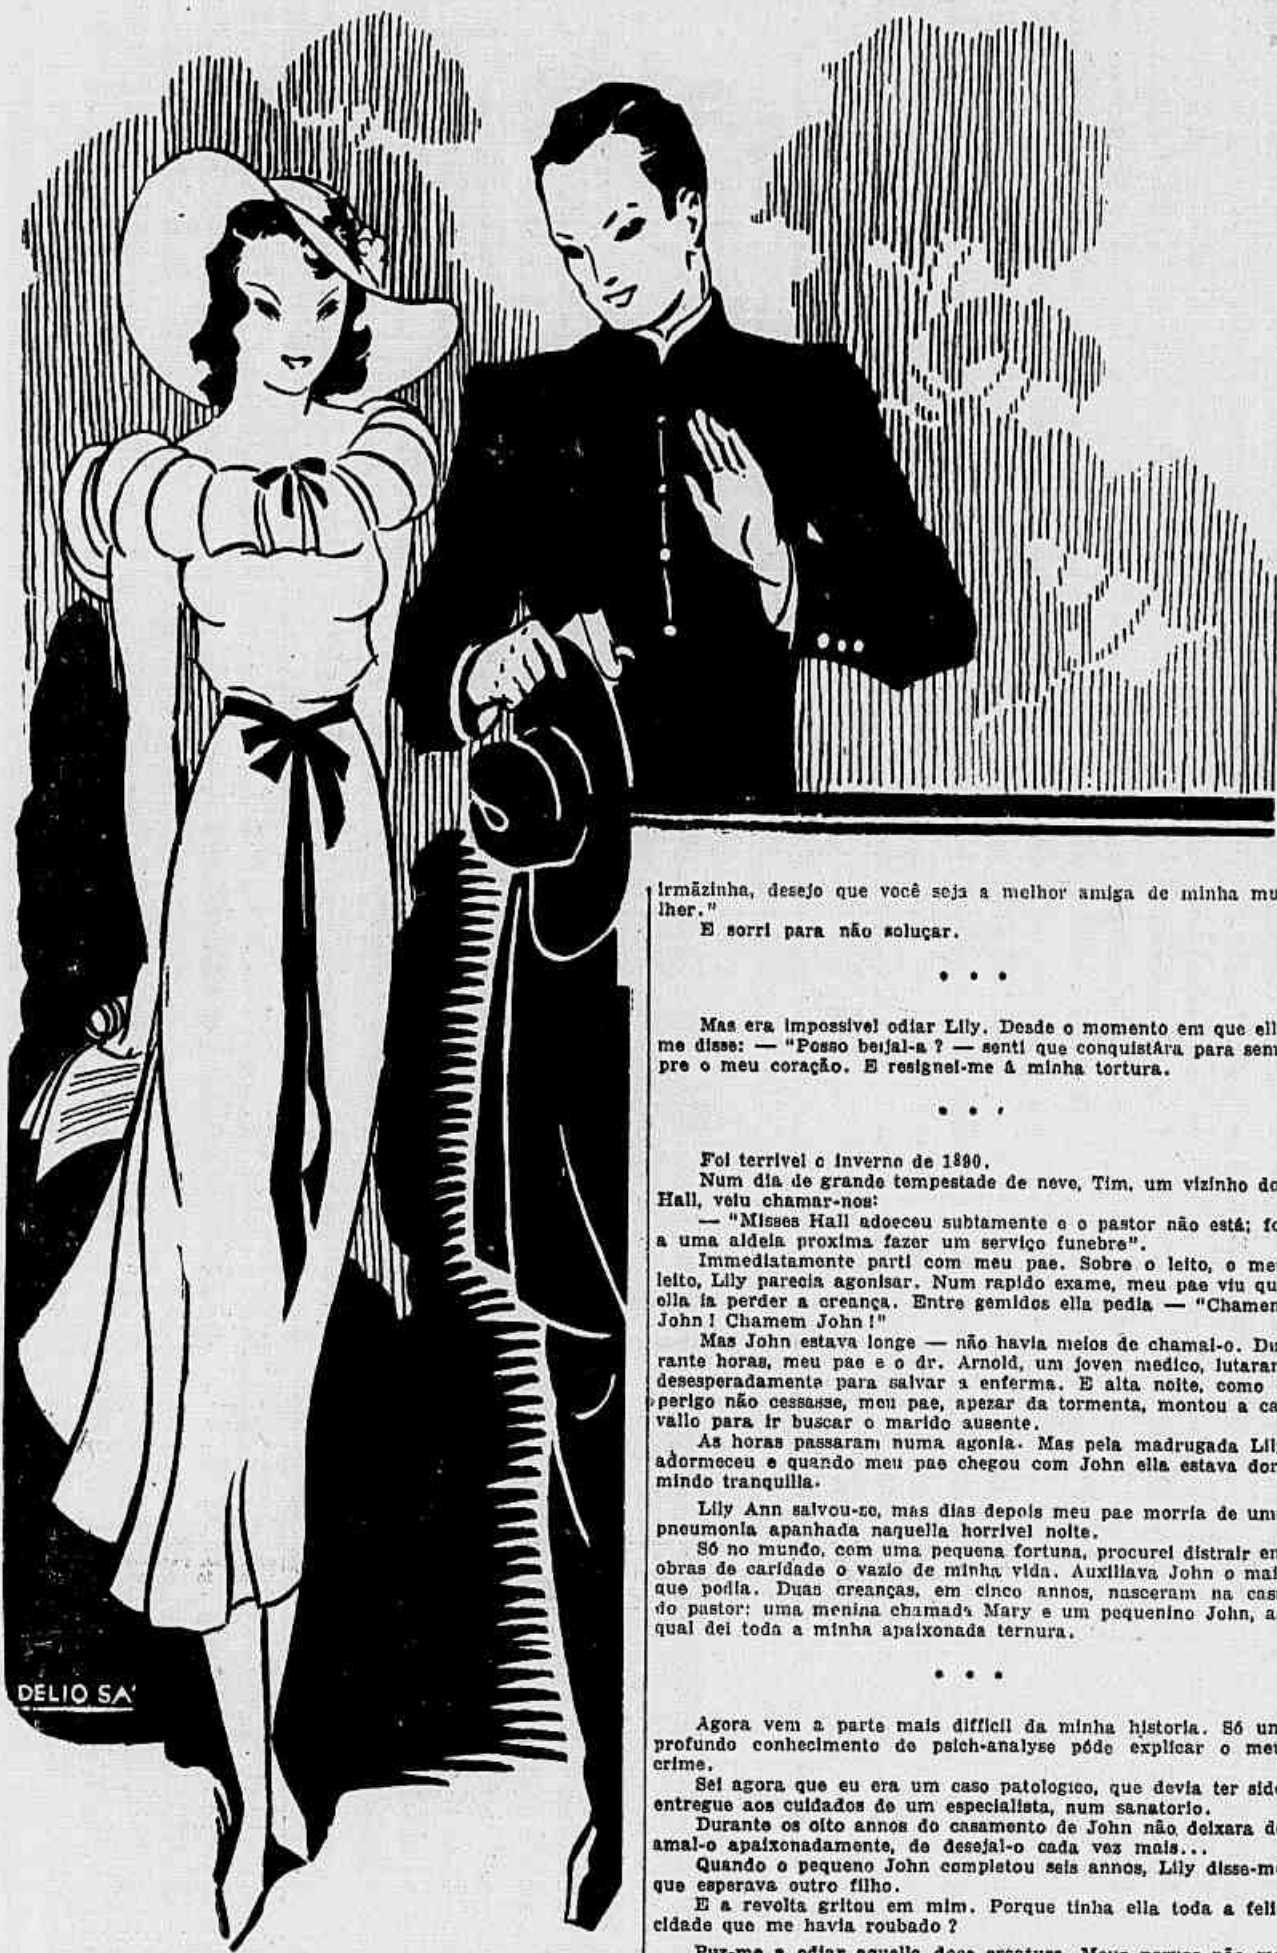 DELIO SA'
irmãzinha, desejo que você seja a melhor amiga de minha mu
lher."
E sorri para não soluçar.
• • •
Mas era impossivel odiar Lily. Desde o momento em que ell
me disse: — "Posso beijal-a ? — senti que conquistára para sem
pre o meu coração. E resignei-me á minha tortura.
• • •
Foi terrivel o inverno de 1890.
Num dia de grande tempestade de neve, Tim, um vizinho do
Hall, veiu chamar-nos:
— "Misses Hall adoeceu subtamente e o pastor não está; fo
a uma aldeia proxima fazer um serviço funebre".
Immediatamente parti com meu pae. Sobre o leito, o me
leito, Lily parecia agonisar. Num rapido exame, meu pae viu qu
ella ia perder a creança. Entre gemidos ella pedia — "Chamem
John ! Chamem John !"
Mas John estava longe — não havia meios de chamal-o. Du
rante horas, meu pae e o dr. Arnold, um joven medico, lutaram
desesperadamente para salvar a enferma. E alta noite, como
perigo não cessasse, meu pae, apezar da tormenta, montou a ca
vallo para ir buscar o marido ausente.
As horas passaram numa agonia. Mas pela madrugada Lily
adormeceu e quando meu pae chegou com John ella estava dor
mindo tranquilla.
Lily Ann salvou-se, mas dias depois meu pae morria de um
pneumonia apanhada naquella horrivel noite.
Só no mundo, com uma pequena fortuna, procurei distrair em
obras de caridade o vazio de minha vida. Auxiliava John o mai
que podia. Duas creanças, em cinco annos, nasceram na cas
do pastor: uma menina chamada Mary e um pequenino John, a
qual dei toda a minha apaixonada ternura.
• • •
Agora vem a parte mais difficil da minha historia. Só um
profundo conhecimento de psich-analyse póde explicar o meu
crime.
Sei agora que eu era um caso patologico, que devia ter sido
entregue aos cuidados de um especialista, num sanatorio.
Durante os oito annos do casamento de John não deixara de
amal-o apaixonadamente, de desejal-o cada vez mais...
Quando o pequeno John completou seis annos, Lily disse-me
que esperava outro filho.
E a revolta gritou em mim. Porque tinha ella toda a feli
cidade que me havia roubado ?